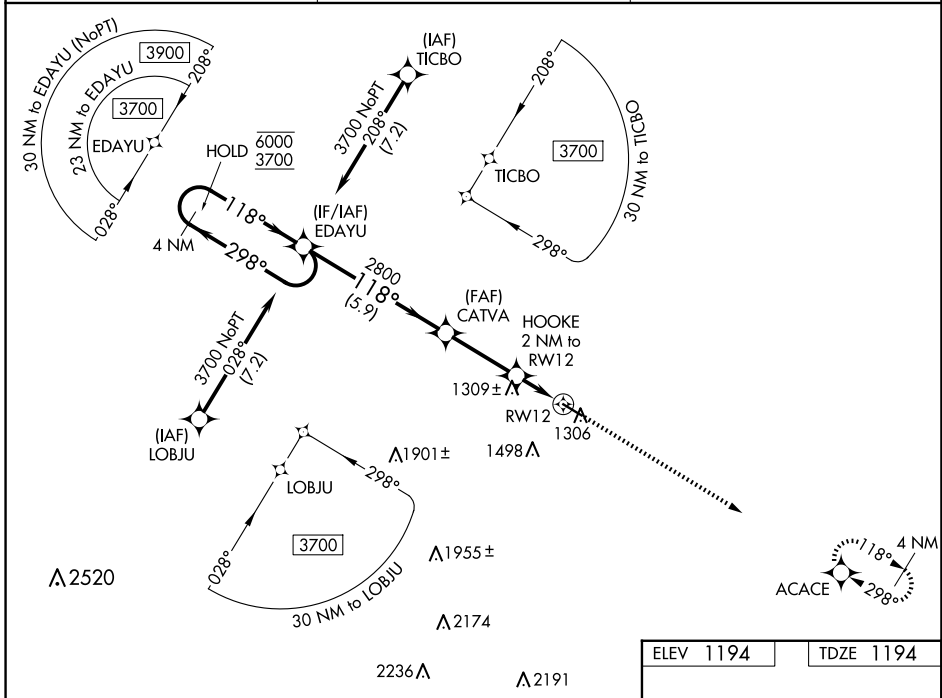 30 NM to EDAYU (NoPT)
3900
208°
23 NM to EDAYU
3700
EDAYU
028°
HOLD
6000
3700
(IAF)
TICBO
3700 NoPT
208°
(7.2)
208°
3700
TICBO
298°
30 NM to TICBO
118°
298°
4 NM
(IF/IAF)
EDAYU
2800
118°
(5.9)
(FAF)
CATVA
HOOKE
2 NM to
RW12
1309±
RW12
1306
3700 NoPT
028°
(7.2)
(IAF)
LOBJU
1901±
1498
298°
LOBJU
3700
028°
30 NM to LOBJU
1955±
2520
118°
4 NM
298°
ACACE
2174
2236
2191
ELEV 1194
TDZE 1194